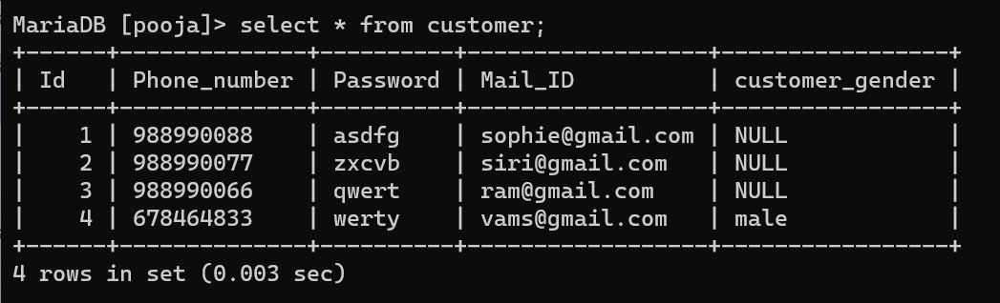 MariaDB [pooja]> select * from customer;
+------+--------------+----------+------------------+-----------------+
| Id   | Phone_number | Password | Mail_ID          | customer_gender |
+------+--------------+----------+------------------+-----------------+
|    1 | 988990088    | asdfg    | sophie@gmail.com | NULL            |
|    2 | 988990077    | zxcvb    | siri@gmail.com   | NULL            |
|    3 | 988990066    | qwert    | ram@gmail.com    | NULL            |
|    4 | 678464833    | werty    | vams@gmail.com   | male            |
+------+--------------+----------+------------------+-----------------+
4 rows in set (0.003 sec)